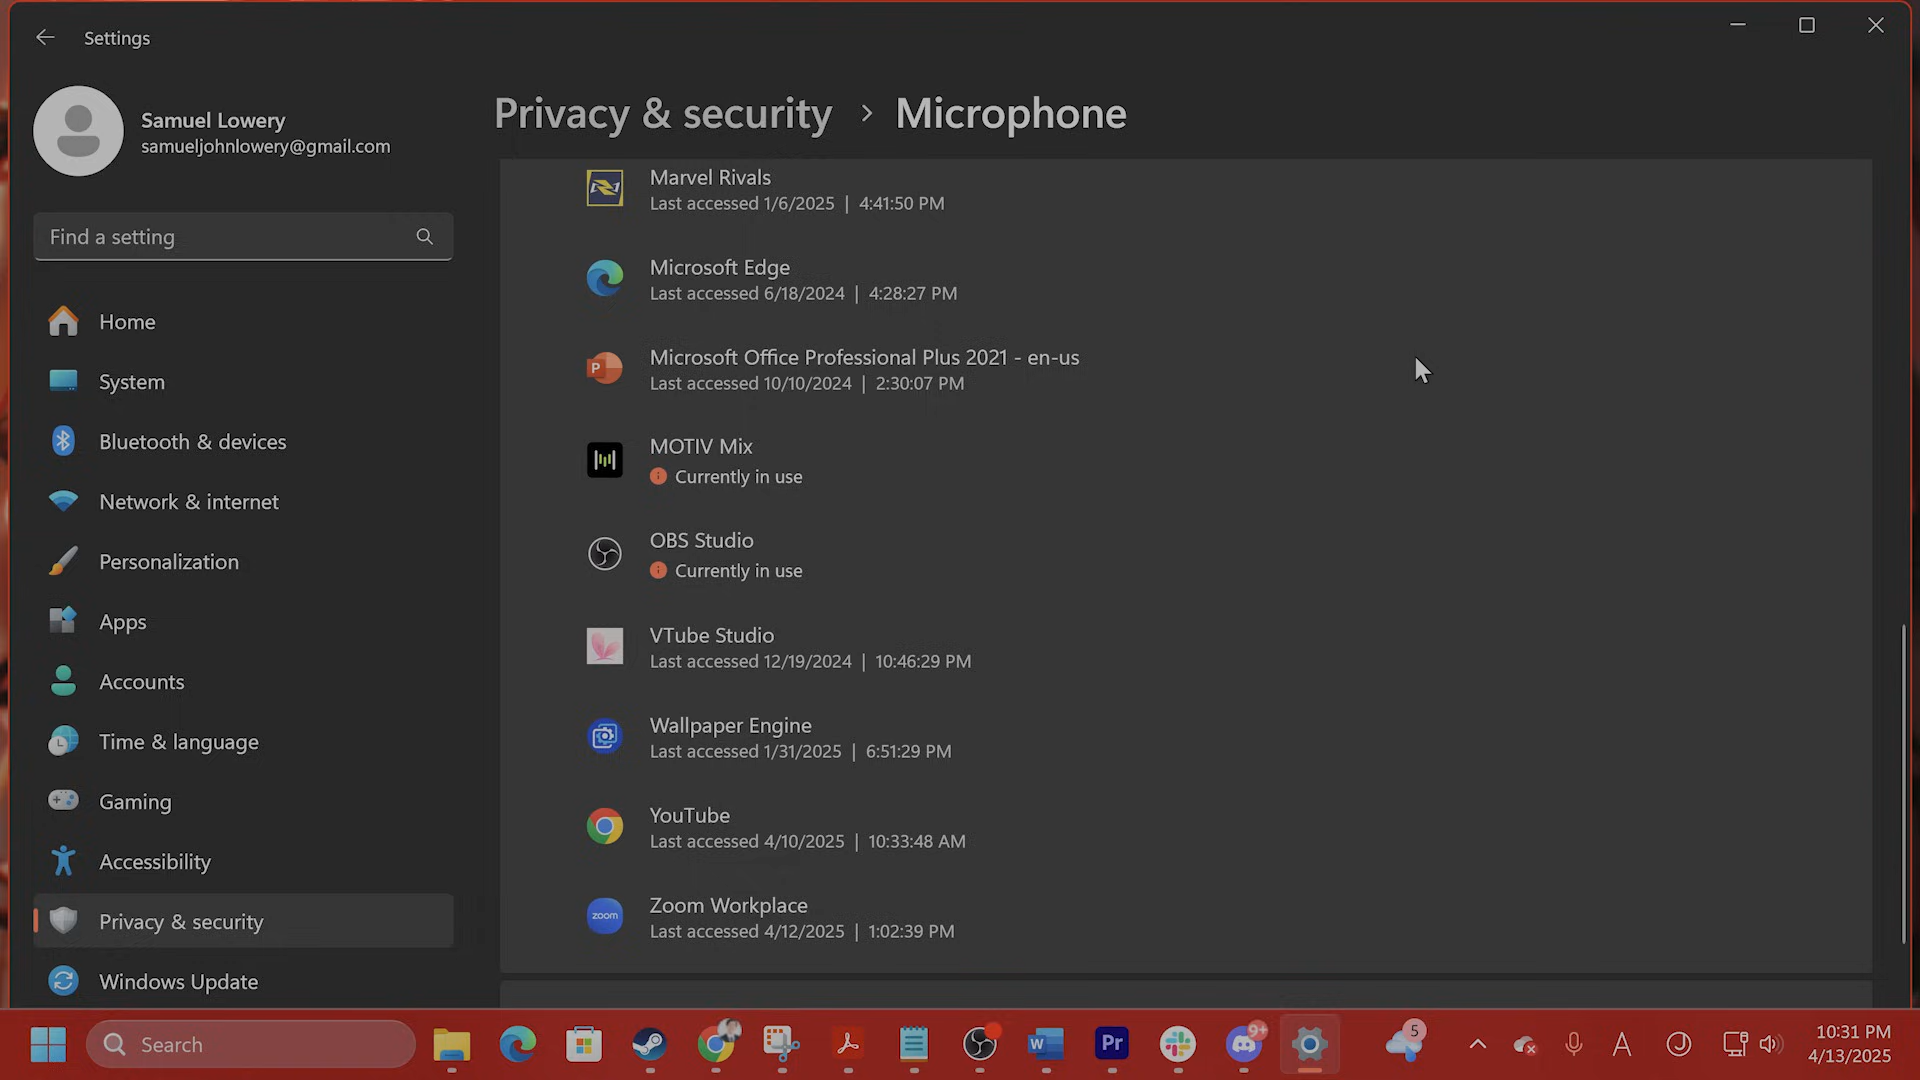 Settings
Samuel Lowery
samueljohnlowery@gmail.com
Find a setting
Home
System
Bluetooth & devices
Network & internet
Personalization
Apps
Accounts
Time & language
Gaming
Accessibility
Privacy & security
Windows Update
Privacy & security > Microphone
Marvel Rivals
Last accessed 1/6/2025 | 4:41:50 PM
Microsoft Edge
Last accessed 6/18/2024 | 4:28:27 PM
P
Microsoft Office Professional Plus 2021 - en-us
Last accessed 10/10/2024 | 2:30:07 PM
MOTIV Mix
Currently in use
OBS Studio
Currently in use
VTube Studio
Last accessed 12/19/2024 | 10:46:29 PM
Wallpaper Engine
Last accessed 1/31/2025 | 6:51:29 PM
YouTube
Last accessed 4/10/2025 | 10:33:48 AM
zoom
Zoom Workplace
Last accessed 4/12/2025 | 1:02:39 PM
Search
W
Pr
9+
5
A
10:31 PM
4/13/2025